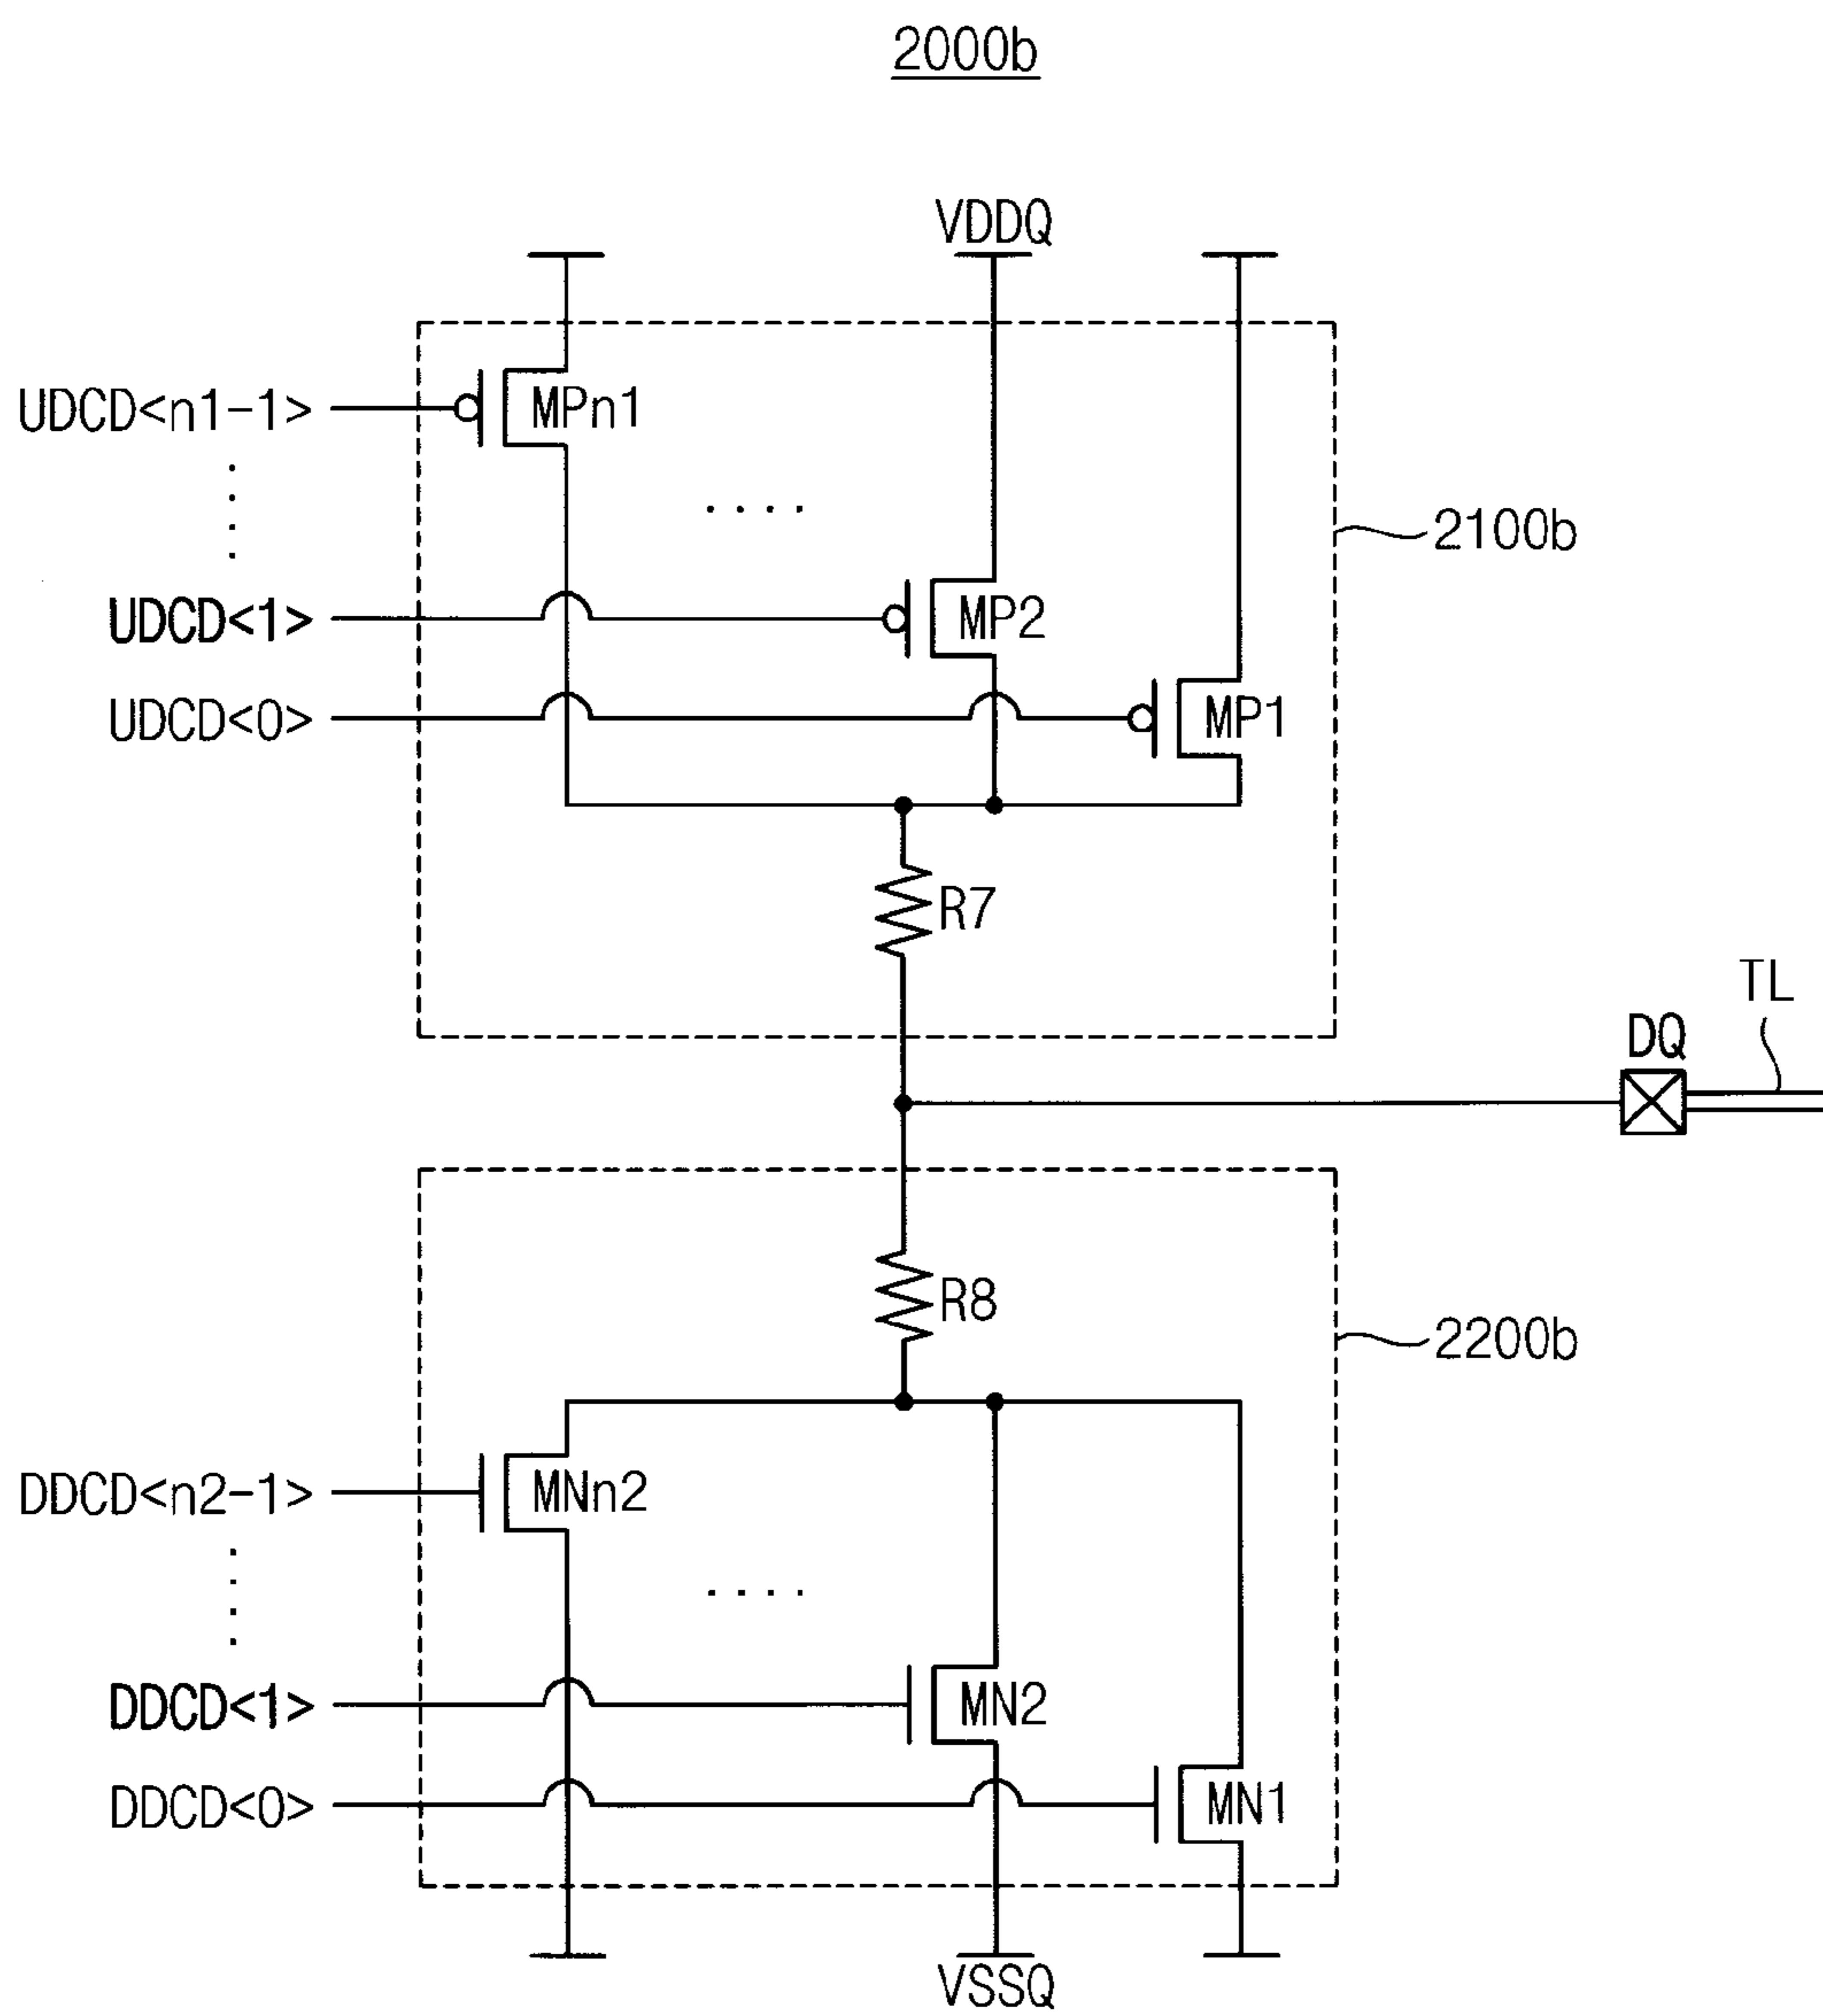 2000b
VDDQ
UDCD<n1-1>
MPn1
2100b
UDCD<1>
MP2
UDCD<0>
MP1
R7
TL
DQ
R8
2200b
DDCD<n2-1>
MNn2
DDCD<1>
MN2
DDCD<0>
MN1
VSSQ